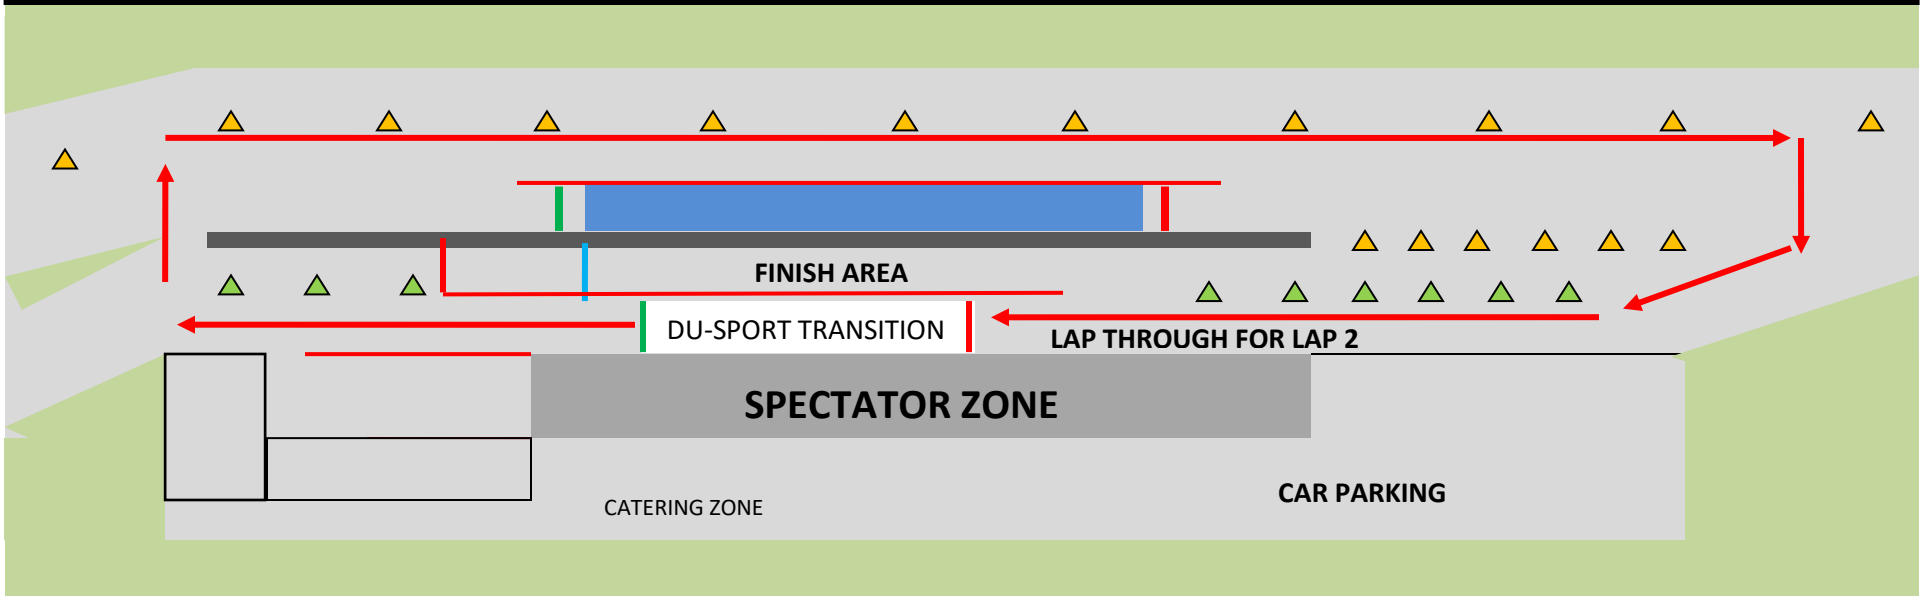 FINISH AREA
DU-SPORT TRANSITION
LAP THROUGH FOR LAP 2
SPECTATOR ZONE
CAR PARKING
CATERING ZONE